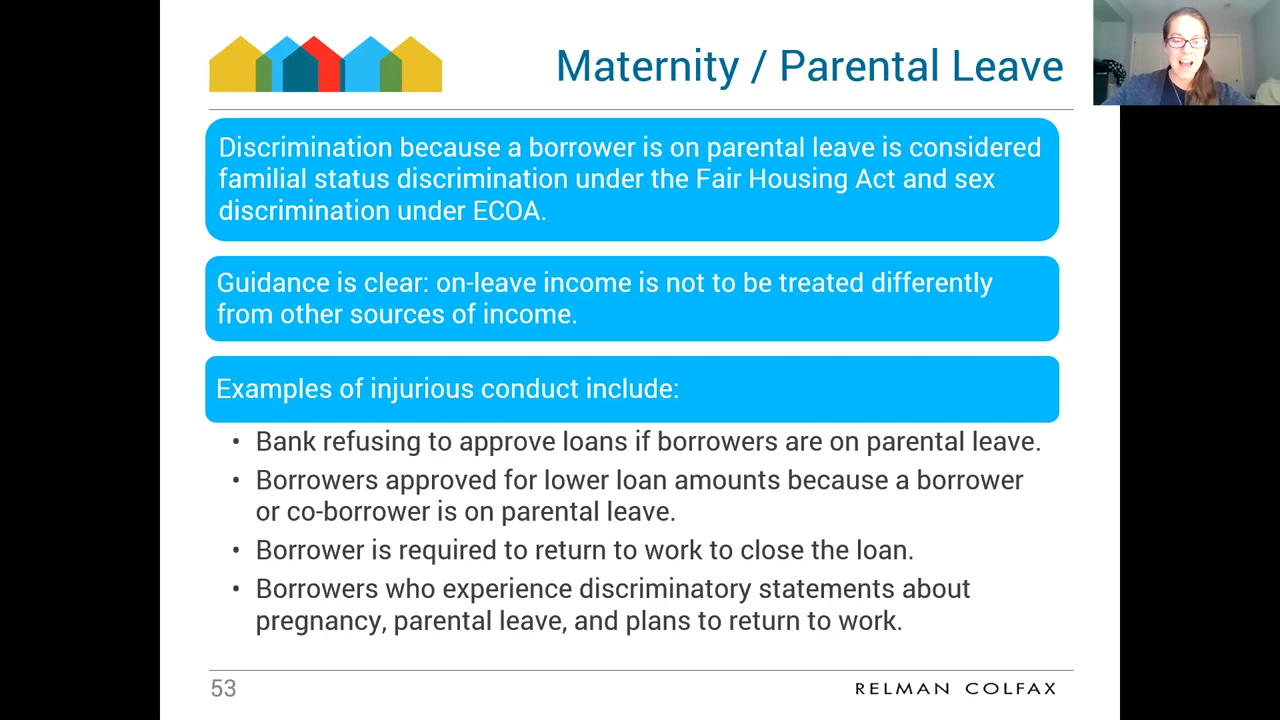 Maternity / Parental Leave
Discrimination because a borrower is on parental leave is considered
familial status discrimination under the Fair Housing Act and sex
discrimination under ECOA.
Guidance is clear: on-leave income is not to be treated differently
from other sources of income.
Examples of injurious conduct include:
• Bank refusing to approve loans if borrowers are on parental leave.
• Borrowers approved for lower loan amounts because a borrower
or co-borrower is on parental leave.
• Borrower is required to return to work to close the loan.
• Borrowers who experience discriminatory statements about
pregnancy, parental leave, and plans to return to work.
53
RELMAN COLFAX